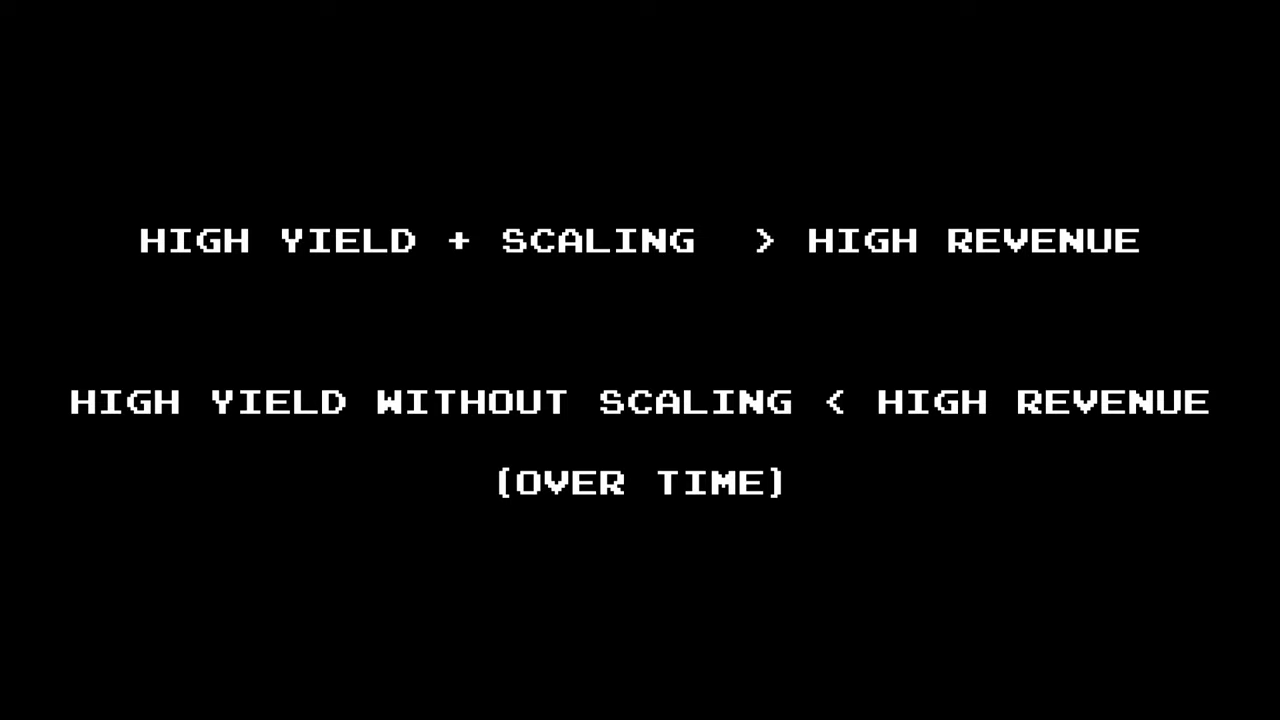 HIGH YIELD + SCALING  > HIGH REVENUE
HIGH YIELD WITHOUT SCALING < HIGH REVENUE
(OVER TIME)